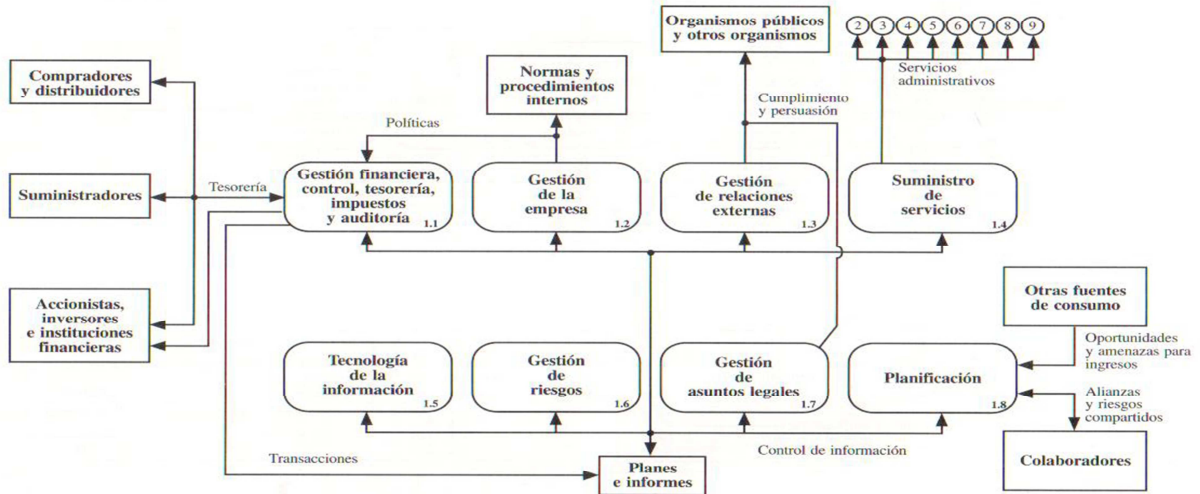 Organismos públicos
y otros organismos
2 3 4 5 6 7 8 9
Servicios
administrativos
Compradores
y distribuidores
Normas y
procedimientos
internos
Cumplimiento
y persuasión
Políticas
Suministradores
Tesorería
Gestión financiera,
control, tesorería,
impuestos
y auditoría
1.1
Gestión
de la
empresa
1.2
Gestión
de relaciones
externas
1.3
Suministro
de
servicios
1.4
Accionistas,
inversores
e instituciones
financieras
Otras fuentes
de consumo
Oportunidades
y amenazas para
ingresos
Tecnología
de la
información
1.5
Gestión
de
riesgos
1.6
Gestión
de
asuntos legales
1.7
Planificación
1.8
Alianzas
y riesgos
compartidos
Transacciones
Planes
e informes
Control de información
Colaboradores